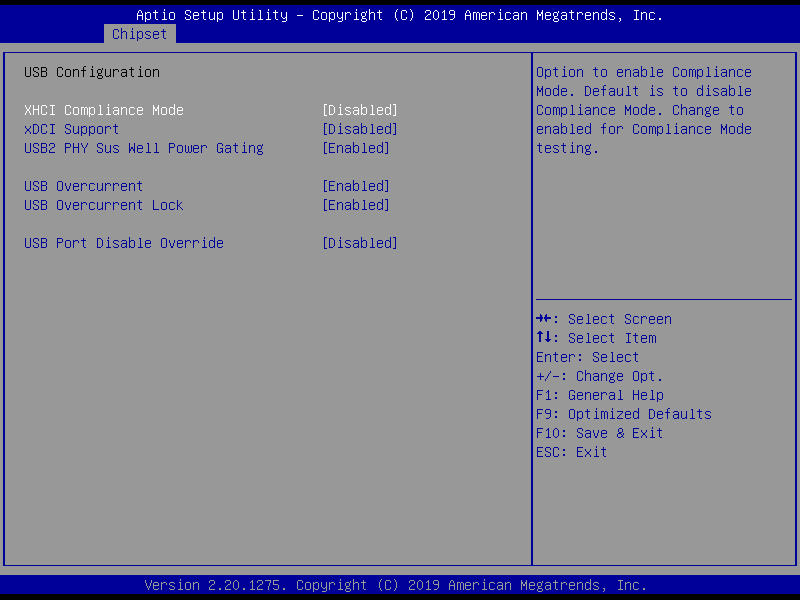 Aptio Setup Utility – Copyright (C) 2019 American Megatrends, Inc.
Chipset
USB Configuration
XHCI Compliance Mode [Disabled]
xDCI Support [Disabled]
USB2 PHY Sus Well Power Gating [Enabled]
USB Overcurrent [Enabled]
USB Overcurrent Lock [Enabled]
USB Port Disable Override [Disabled]
Option to enable Compliance
Mode. Default is to disable
Compliance Mode. Change to
enabled for Compliance Mode
testing.
→←: Select Screen
↑↓: Select Item
Enter: Select
+/-: Change Opt.
F1: General Help
F9: Optimized Defaults
F10: Save & Exit
ESC: Exit
Version 2.20.1275. Copyright (C) 2019 American Megatrends, Inc.